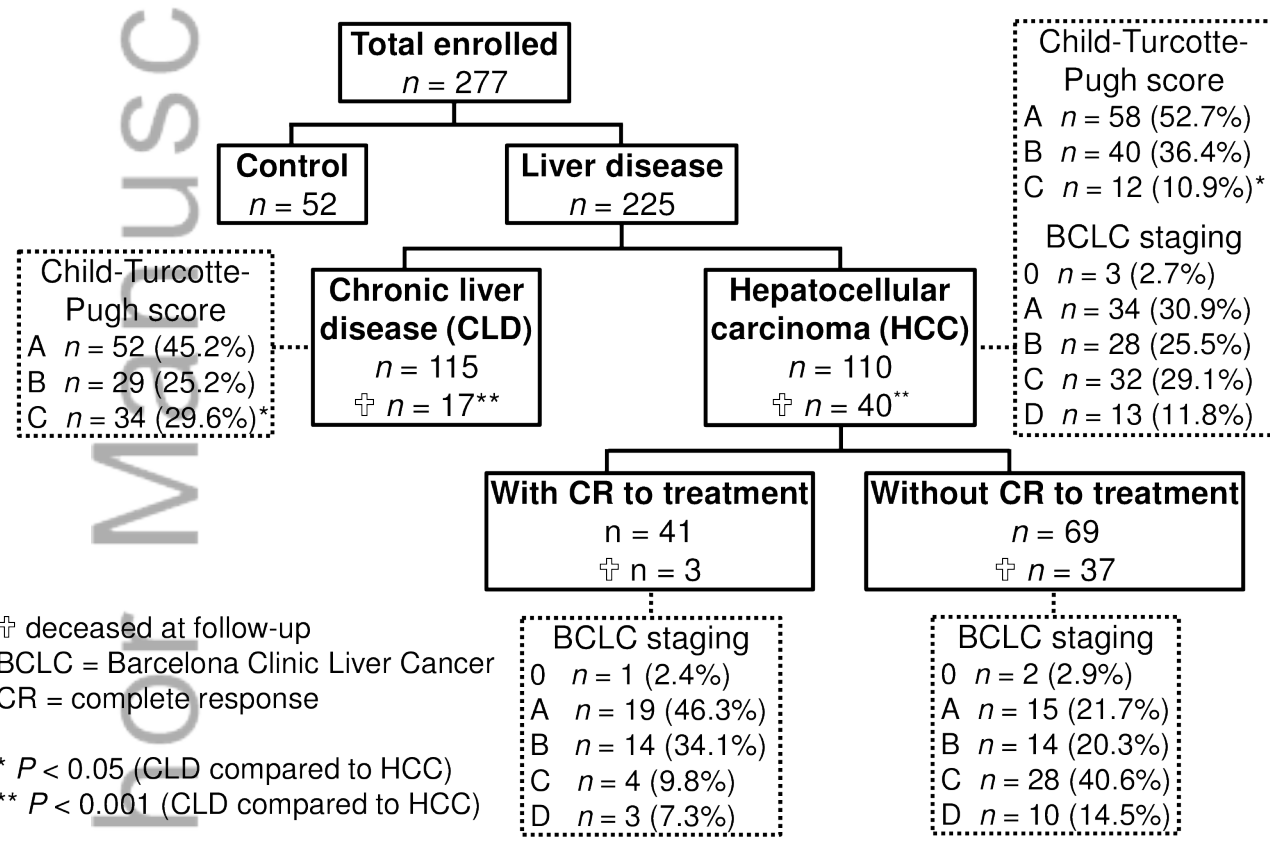 Total enrolled
n = 277
Control
n = 52
Liver disease
n = 225
Child-Turcotte-
Pugh score
A n = 58 (52.7%)
B n = 40 (36.4%)
C n = 12 (10.9%)*
BCLC staging
0 n = 3 (2.7%)
A n = 34 (30.9%)
B n = 28 (25.5%)
C n = 32 (29.1%)
D n = 13 (11.8%)
Child-Turcotte-
Pugh score
A n = 52 (45.2%)
B n = 29 (25.2%)
C n = 34 (29.6%)*
Chronic liver
disease (CLD)
n = 115
✞ n = 17**
Hepatocellular
carcinoma (HCC)
n = 110
✞ n = 40**
With CR to treatment
n = 41
✞ n = 3
Without CR to treatment
n = 69
✞ n = 37
BCLC staging
0 n = 1 (2.4%)
A n = 19 (46.3%)
B n = 14 (34.1%)
C n = 4 (9.8%)
D n = 3 (7.3%)
BCLC staging
0 n = 2 (2.9%)
A n = 15 (21.7%)
B n = 14 (20.3%)
C n = 28 (40.6%)
D n = 10 (14.5%)
✞ deceased at follow-up
BCLC = Barcelona Clinic Liver Cancer
CR = complete response
* P < 0.05 (CLD compared to HCC)
** P < 0.001 (CLD compared to HCC)
hor Manusc